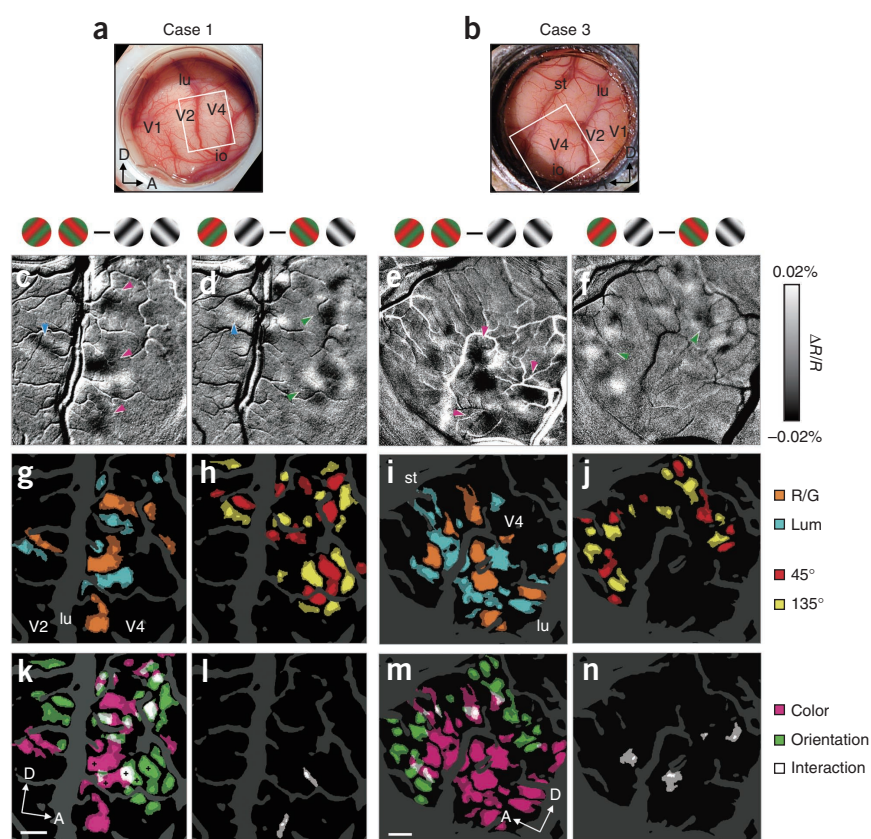 a
Case 1
b
Case 3
lu
V2
V4
V1
io
D
A
st
lu
V4
V2
V1
io
D
A
c
d
e
f
0.02%
ΔR/R
−0.02%
g
h
i
j
st
V4
lu
V2
lu
V4
R/G
Lum
45°
135°
k
l
m
n
D
A
D
A
Color
Orientation
Interaction